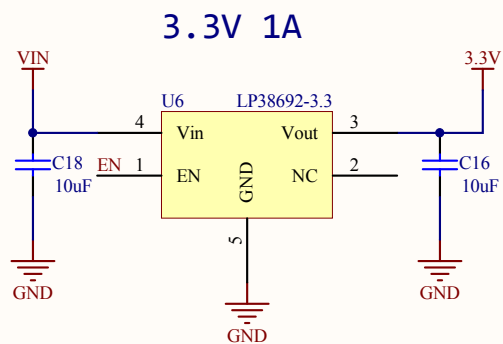 3.3V 1A
VIN
3.3V
U6 LP38692-3.3
4 Vin Vout 3
C18
10uF
EN 1 EN NC 2
C16
10uF
GND
5
GND
GND
GND